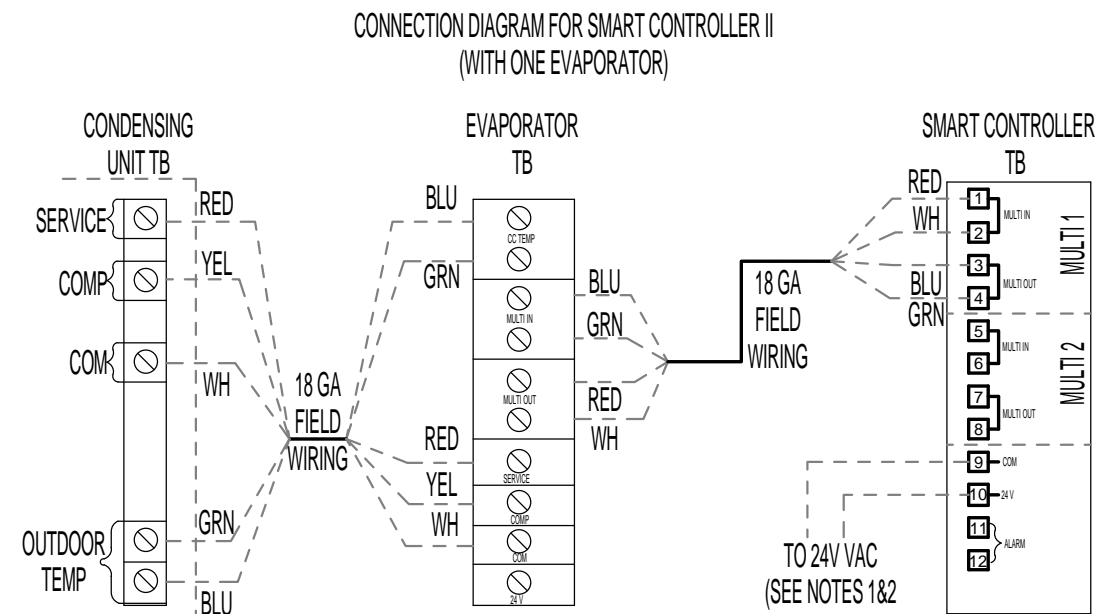 CONNECTION DIAGRAM FOR SMART CONTROLLER II
(WITH ONE EVAPORATOR)
CONDENSING
UNIT TB
SERVICE
COMP
COM
OUTDOOR
TEMP
RED
YEL
WH
GRN
BLU
18 GA
FIELD
WIRING
EVAPORATOR
TB
BLU
GRN
RED
YEL
WH
CC TEMP
MULTI IN
MULTI OUT
SERVICE
COMP
COM
24 V
BLU
GRN
RED
WH
18 GA
FIELD
WIRING
SMART CONTROLLER
TB
RED
WH
BLU
GRN
1
2
MULTI IN
3
4
MULTI OUT
MULTI 1
5
6
MULTI IN
7
8
MULTI OUT
MULTI 2
9 COM
10 24 V
11
12
ALARM
TO 24V VAC
(SEE NOTES 1&2